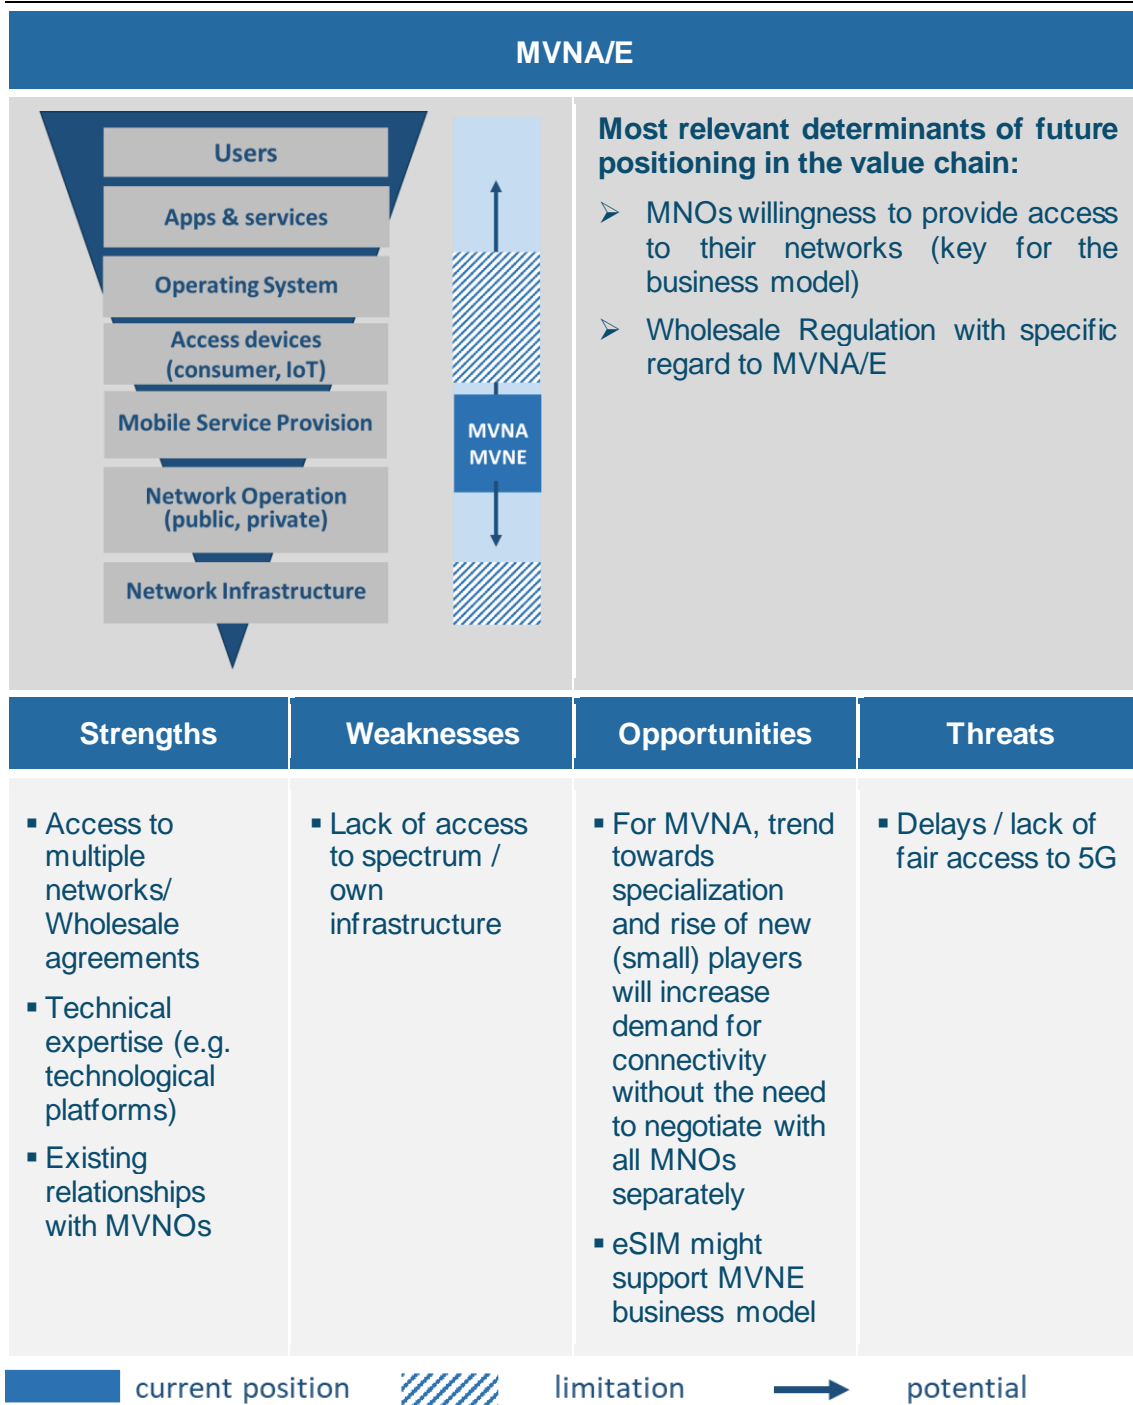 MVNA/E
Users
Apps & services
Operating System
Access devices
(consumer, IoT)
Mobile Service Provision
Network Operation
(public, private)
Network Infrastructure
MVNA
MVNE
Most relevant determinants of future
positioning in the value chain:
➢ MNOs willingness to provide access
to their networks (key for the
business model)
➢ Wholesale Regulation with specific
regard to MVNA/E
Strengths
▪ Access to
multiple
networks/
Wholesale
agreements
▪ Technical
expertise (e.g.
technological
platforms)
▪ Existing
relationships
with MVNOs
Weaknesses
▪ Lack of access
to spectrum /
own
infrastructure
Opportunities
▪ For MVNA, trend
towards
specialization
and rise of new
(small) players
will increase
demand for
connectivity
without the need
to negotiate with
all MNOs
separately
▪ eSIM might
support MVNE
business model
Threats
▪ Delays / lack of
fair access to 5G
current position
limitation
potential